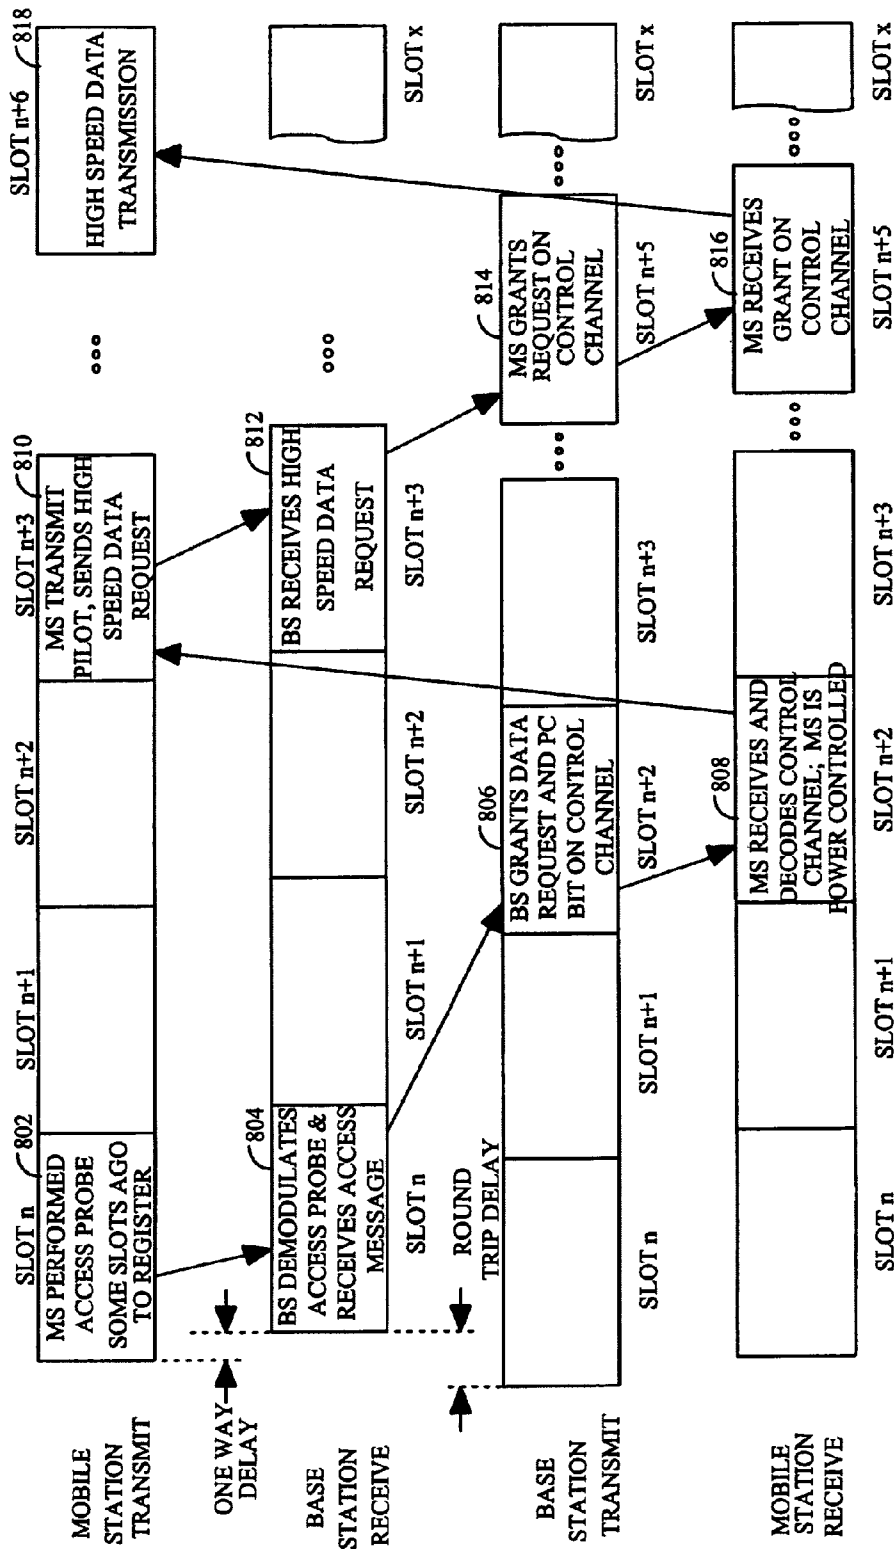 MOBILE
STATION
TRANSMIT
SLOT n
802
MS PERFORMED
ACCESS PROBE
SOME SLOTS AGO
TO REGISTER
SLOT n+1
SLOT n+2
SLOT n+3
810
MS TRANSMIT
PILOT, SENDS HIGH
SPEED DATA
REQUEST
SLOT n+6
818
HIGH SPEED DATA
TRANSMISSION
ONE WAY
DELAY
BASE
STATION
RECEIVE
804
BS DEMODULATES
ACCESS PROBE &
RECEIVES ACCESS
MESSAGE
812
BS RECEIVES HIGH
SPEED DATA
REQUEST
SLOT n
SLOT n+1
SLOT n+2
SLOT n+3
SLOT x
ROUND
TRIP DELAY
BASE
STATION
TRANSMIT
806
BS GRANTS DATA
REQUEST AND PC
BIT ON CONTROL
CHANNEL
814
MS GRANTS
REQUEST ON
CONTROL
CHANNEL
SLOT n
SLOT n+1
SLOT n+2
SLOT n+3
SLOT n+5
SLOT x
MOBILE
STATION
RECEIVE
808
MS RECEIVES AND
DECODES CONTROL
CHANNEL; MS IS
POWER CONTROLLED
816
MS RECEIVES
GRANT ON
CONTROL
CHANNEL
SLOT n
SLOT n+1
SLOT n+2
SLOT n+3
SLOT n+5
SLOT x